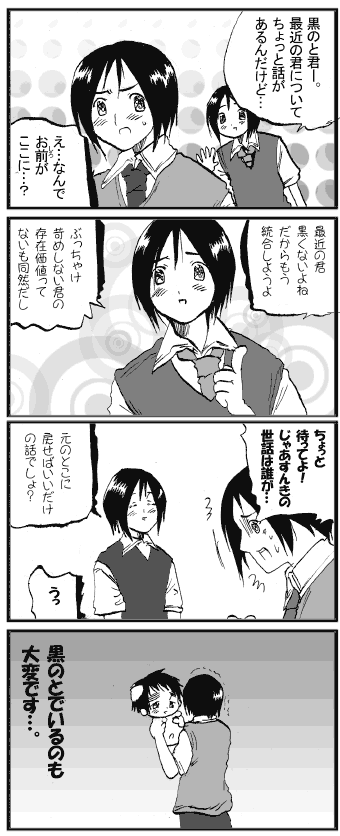 黒のと君ー。
最近の君について
ちょっと話が
あるんだけど…
え…なんで
お前が
ここに…?
最近の君
黒くないよね
だからもう
統合しようよ
ぶっちゃけ
苛めしない君の
存在価値って
ないも同然だし
ちょっと
待ってよ!
じゃあすんきの
世話は誰が…
元のとこに
戻せばいいだけ
の話でしょ?
うっ
黒のとでいるのも
大変です…。